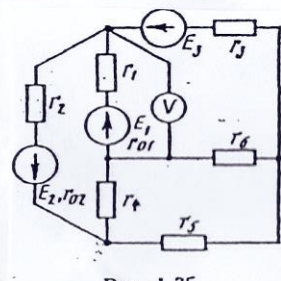 E₃ r₃
r₁
r₂ V
E₁
r₀₁ r₆
E₂, r₀₂ r₄
r₅